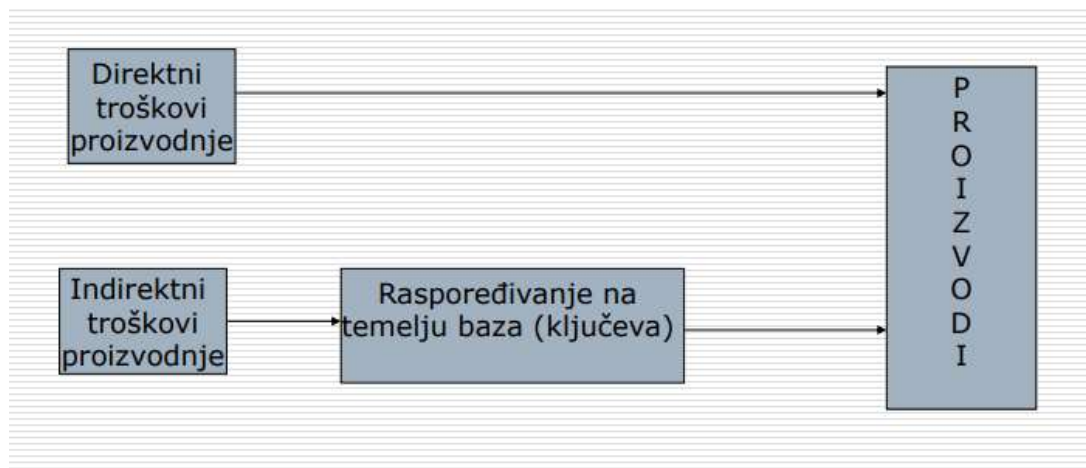 Direktni
troškovi
proizvodnje
P
R
O
I
Z
V
O
D
I
Indirektni
troškovi
proizvodnje
Raspoređivanje na
temelju baza (ključeva)